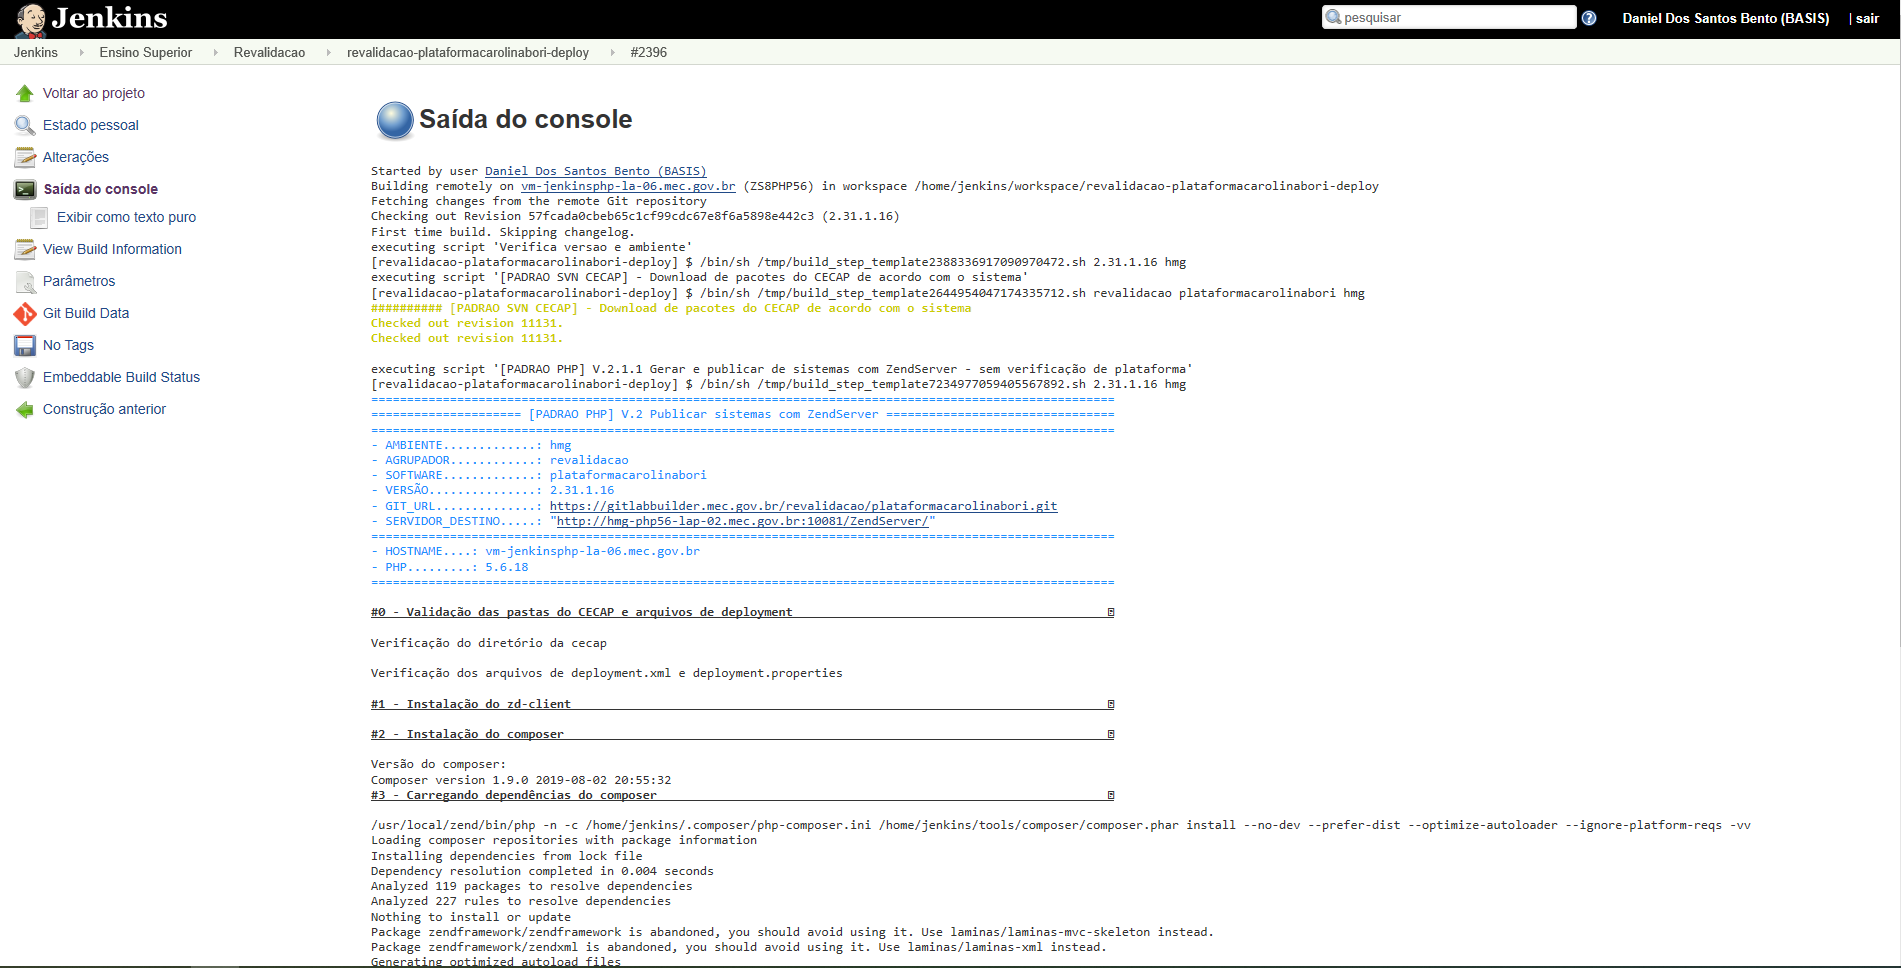 Jenkins
pesquisar
Daniel Dos Santos Bento (BASIS)
| sair
Jenkins
Ensino Superior
Revalidacao
revalidacao-plataformacarolinabori-deploy
#2396
Voltar ao projeto
Estado pessoal
Alterações
Saída do console
Exibir como texto puro
View Build Information
Parâmetros
Git Build Data
No Tags
Embeddable Build Status
Construção anterior
Saída do console
Started by user Daniel Dos Santos Bento (BASIS)
Building remotely on vm-jenkinsphp-la-06.mec.gov.br (ZS8PHP56) in workspace /home/jenkins/workspace/revalidacao-plataformacarolinabori-deploy
Fetching changes from the remote Git repository
Checking out Revision 57fcada0cbeb65c1cf99cdc67e8f6a5898e442c3 (2.31.1.16)
First time build. Skipping changelog.
executing script 'Verifica versao e ambiente'
[revalidacao-plataformacarolinabori-deploy] $ /bin/sh /tmp/build_step_template2388336917090970472.sh 2.31.1.16 hmg
executing script '[PADRAO SVN CECAP] - Download de pacotes do CECAP de acordo com o sistema'
[revalidacao-plataformacarolinabori-deploy] $ /bin/sh /tmp/build_step_template2644954047174335712.sh revalidacao plataformacarolinabori hmg
########## [PADRAO SVN CECAP] - Download de pacotes do CECAP de acordo com o sistema
Checked out revision 11131.
Checked out revision 11131.
executing script '[PADRAO PHP] V.2.1.1 Gerar e publicar de sistemas com ZendServer - sem verificação de plataforma'
[revalidacao-plataformacarolinabori-deploy] $ /bin/sh /tmp/build_step_template7234977059405567892.sh 2.31.1.16 hmg
========================================================================================================
===================== [PADRAO PHP] V.2 Publicar sistemas com ZendServer ================================
========================================================================================================
- AMBIENTE.............: hmg
- AGRUPADOR............: revalidacao
- SOFTWARE.............: plataformacarolinabori
- VERSÃO...............: 2.31.1.16
- GIT_URL..............: https://gitlabbuilder.mec.gov.br/revalidacao/plataformacarolinabori.git
- SERVIDOR_DESTINO.....: "http://hmg-php56-lap-02.mec.gov.br:10081/ZendServer/"
========================================================================================================
- HOSTNAME....: vm-jenkinsphp-la-06.mec.gov.br
- PHP.........: 5.6.18
========================================================================================================
#0 - Validação das pastas do CECAP e arquivos de deployment
Verificação do diretório da cecap
Verificação dos arquivos de deployment.xml e deployment.properties
#1 - Instalação do zd-client
#2 - Instalação do composer
Versão do composer:
Composer version 1.9.0 2019-08-02 20:55:32
#3 - Carregando dependências do composer
/usr/local/zend/bin/php -n -c /home/jenkins/.composer/php-composer.ini /home/jenkins/tools/composer/composer.phar install --no-dev --prefer-dist --optimize-autoloader --ignore-platform-reqs -vv
Loading composer repositories with package information
Installing dependencies from lock file
Dependency resolution completed in 0.004 seconds
Analyzed 119 packages to resolve dependencies
Analyzed 227 rules to resolve dependencies
Nothing to install or update
Package zendframework/zendframework is abandoned, you should avoid using it. Use laminas/laminas-mvc-skeleton instead.
Package zendframework/zendxml is abandoned, you should avoid using it. Use laminas/laminas-xml instead.
Generating optimized autoload files